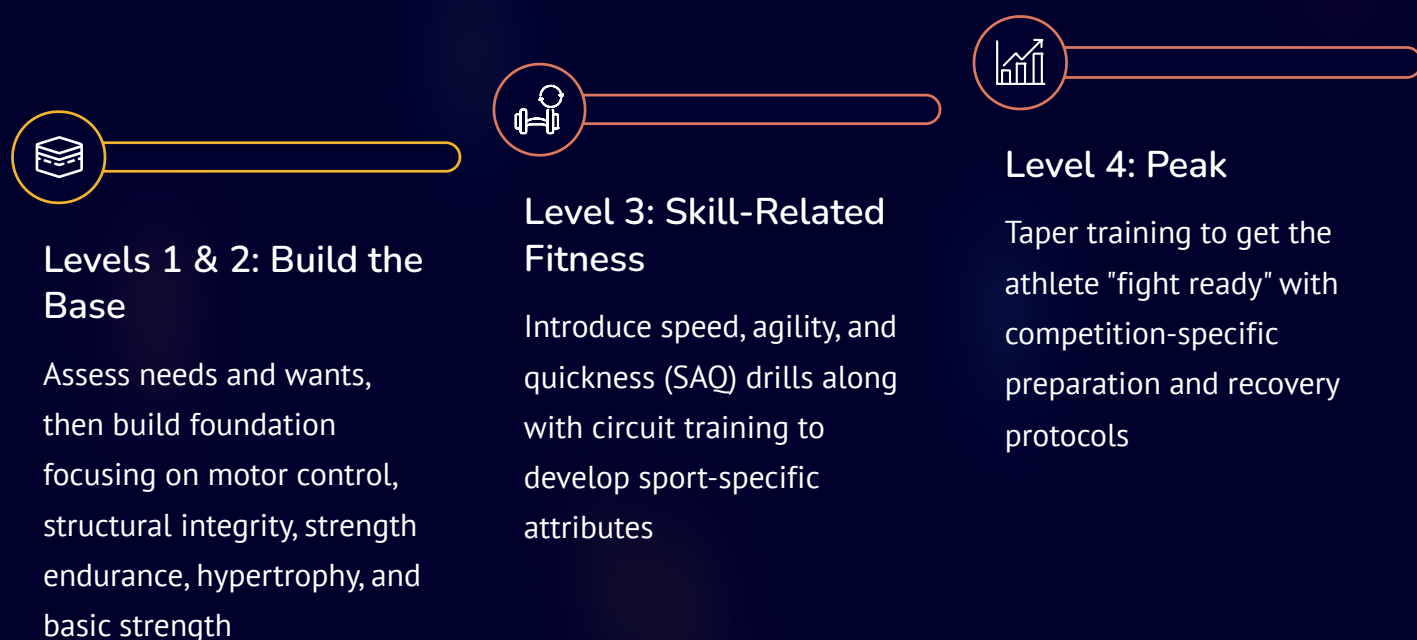 Levels 1 & 2: Build the
Base
Assess needs and wants,
then build foundation
focusing on motor control,
structural integrity, strength
endurance, hypertrophy, and
basic strength
Level 3: Skill-Related
Fitness
Introduce speed, agility, and
quickness (SAQ) drills along
with circuit training to
develop sport-specific
attributes
Level 4: Peak
Taper training to get the
athlete "fight ready" with
competition-specific
preparation and recovery
protocols